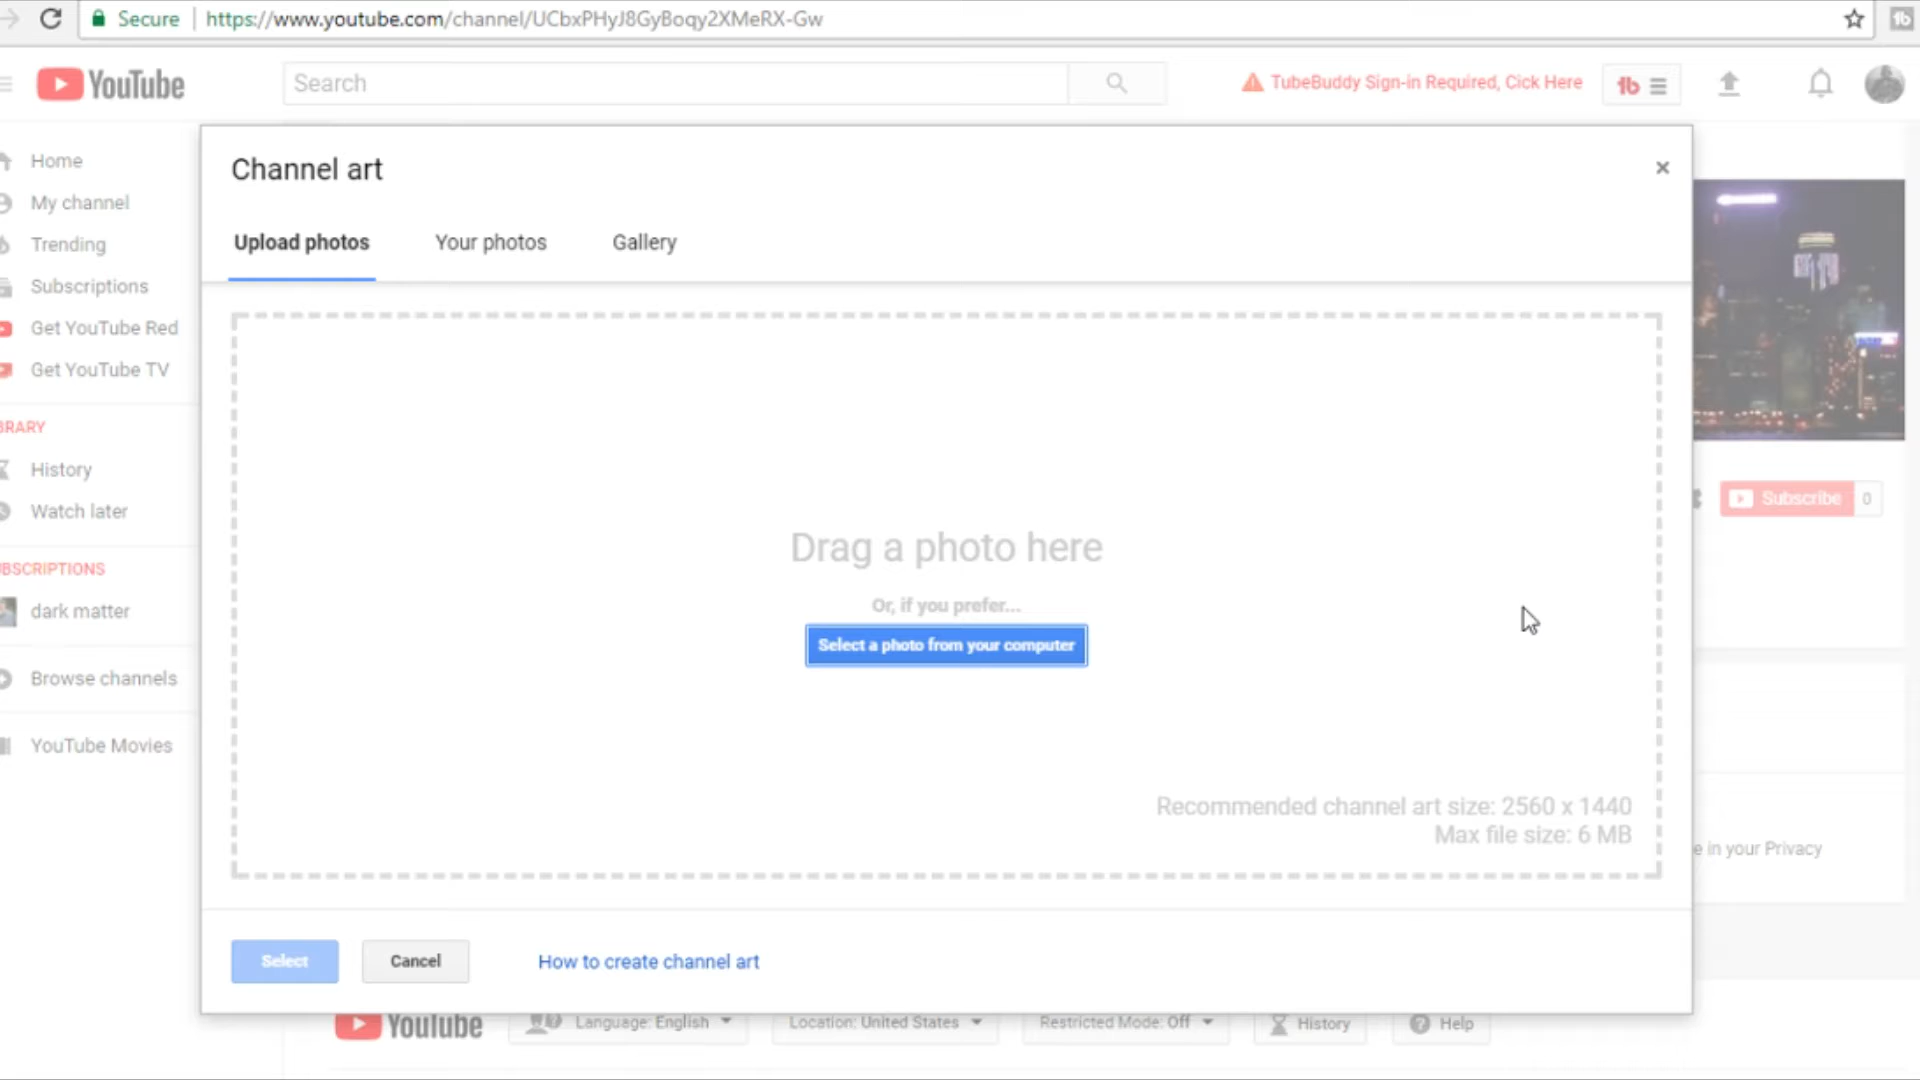 Secure https://www.youtube.com/channel/UCbxPHyJ8GyBoqy2XMeRX-Gw
YouTube
Search
TubeBuddy Sign-in Required, Cick Here
tb
Home
My channel
Trending
Subscriptions
Get YouTube Red
Get YouTube TV
BRARY
History
Watch later
BSCRIPTIONS
dark matter
Browse channels
YouTube Movies
Channel art
×
Upload photos
Your photos
Gallery
Drag a photo here
Or, if you prefer...
Select a photo from your computer
Recommended channel art size: 2560 x 1440
Max file size: 6 MB
Select
Cancel
How to create channel art
Subscribe 0
e in your Privacy
YouTube
Language: English
Location: United States
Restricted Mode: Off
History
Help